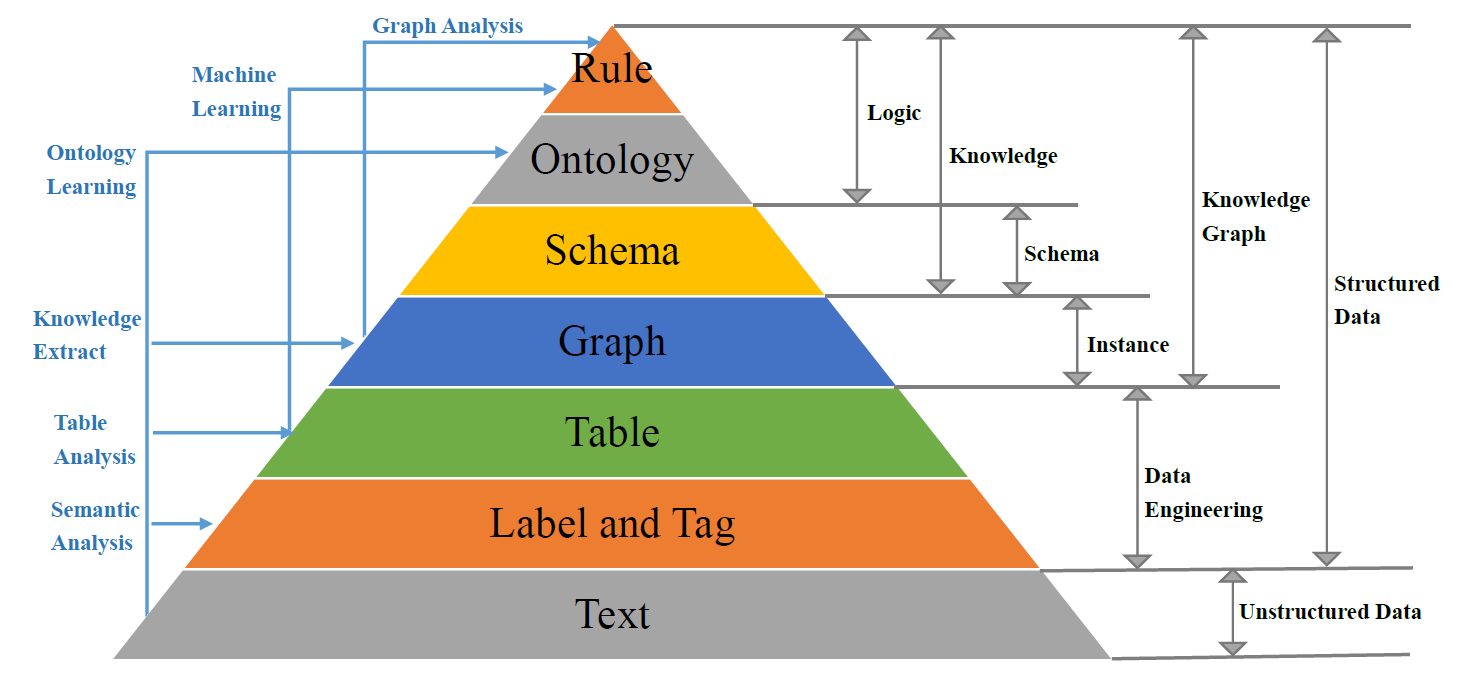 Graph Analysis
Machine
Learning
Ontology
Learning
Knowledge
Extract
Table
Analysis
Semantic
Analysis
Rule
Ontology
Schema
Graph
Table
Label and Tag
Text
Logic
Knowledge
Schema
Instance
Knowledge
Graph
Structured
Data
Data
Engineering
Unstructured Data